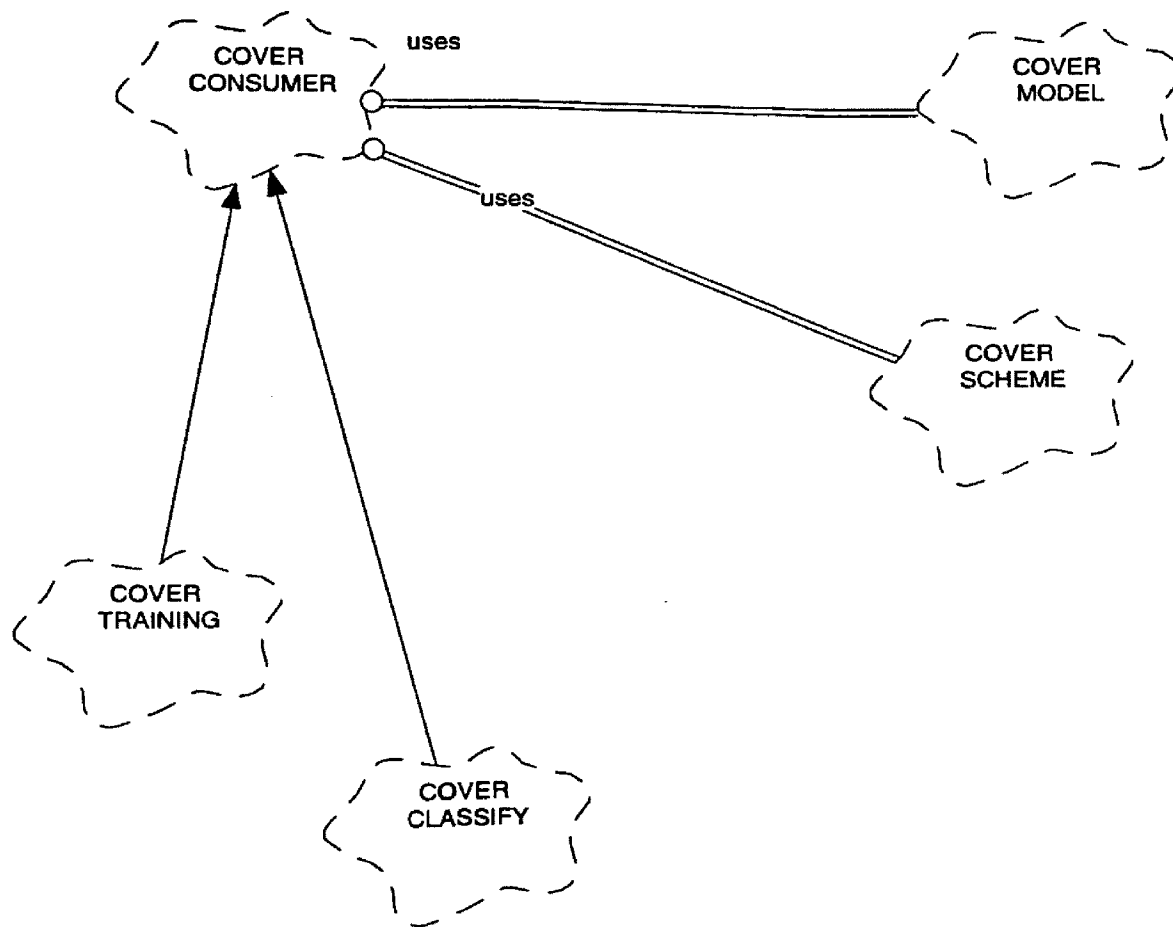 COVER
CONSUMER
uses
COVER
MODEL
uses
COVER
SCHEME
COVER
TRAINING
COVER
CLASSIFY